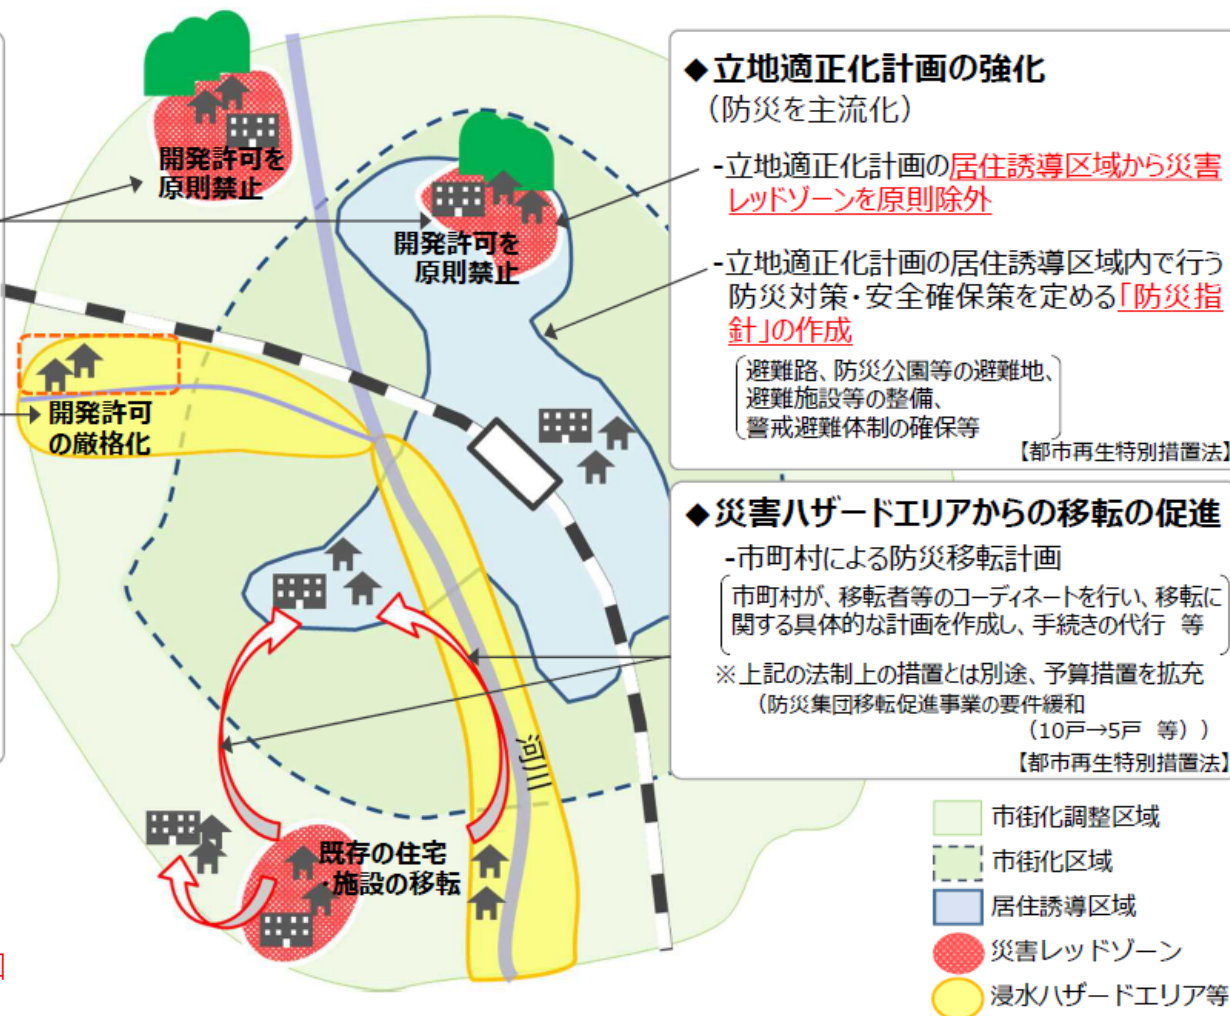 開発許可を
原則禁止
開発許可を
原則禁止
開発許可
の厳格化
河川
既存の住宅
・施設の移転
◆立地適正化計画の強化
（防災を主流化）
-立地適正化計画の居住誘導区域から災害
レッドゾーンを原則除外
-立地適正化計画の居住誘導区域内で行う
防災対策・安全確保策を定める「防災指
針」の作成
避難路、防災公園等の避難地、
避難施設等の整備、
警戒避難体制の確保等
【都市再生特別措置法】
◆災害ハザードエリアからの移転の促進
-市町村による防災移転計画
市町村が、移転者等のコーディネートを行い、移転に
関する具体的な計画を作成し、手続きの代行 等
※上記の法制上の措置とは別途、予算措置を拡充
（防災集団移転促進事業の要件緩和
（10戸→5戸 等））
【都市再生特別措置法】
市街化調整区域
市街化区域
居住誘導区域
災害レッドゾーン
浸水ハザードエリア等